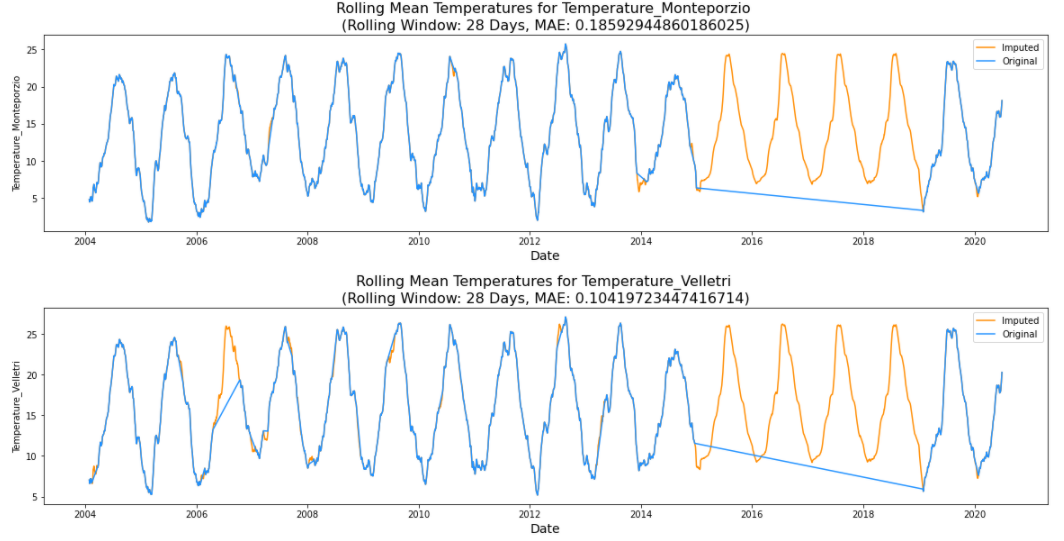 Rolling Mean Temperatures for Temperature_Monteporzio
(Rolling Window: 28 Days, MAE: 0.18592944860186025)
Temperature_Monteporzio
25
20
15
10
5
Imputed
Original
2004 2006 2008 2010 2012 2014 2016 2018 2020
Date
Rolling Mean Temperatures for Temperature_Velletri
(Rolling Window: 28 Days, MAE: 0.10419723447416714)
Temperature_Velletri
25
20
15
10
5
Imputed
Original
2004 2006 2008 2010 2012 2014 2016 2018 2020
Date